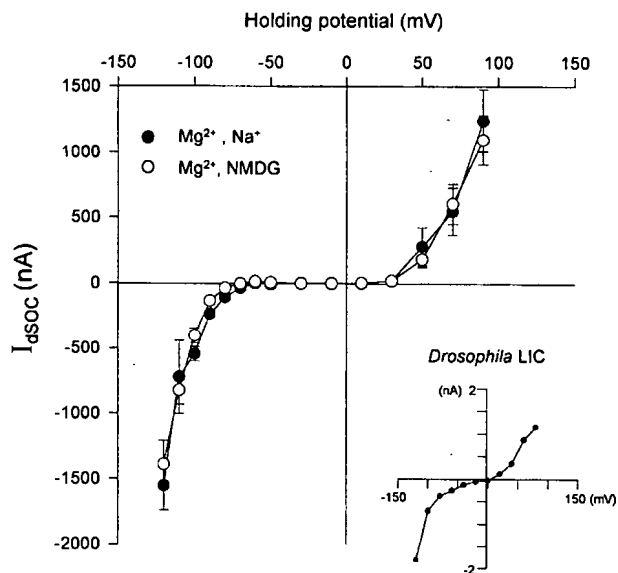 Holding potential (mV)
-150 -100 -50 0 50 100 150
1500
1000
500
0
-500
-1000
-1500
-2000
IdSOC (nA)
Mg²⁺ , Na⁺
Mg²⁺, NMDG
Drosophila LIC
(nA) 2
-150 150 (mV)
-2